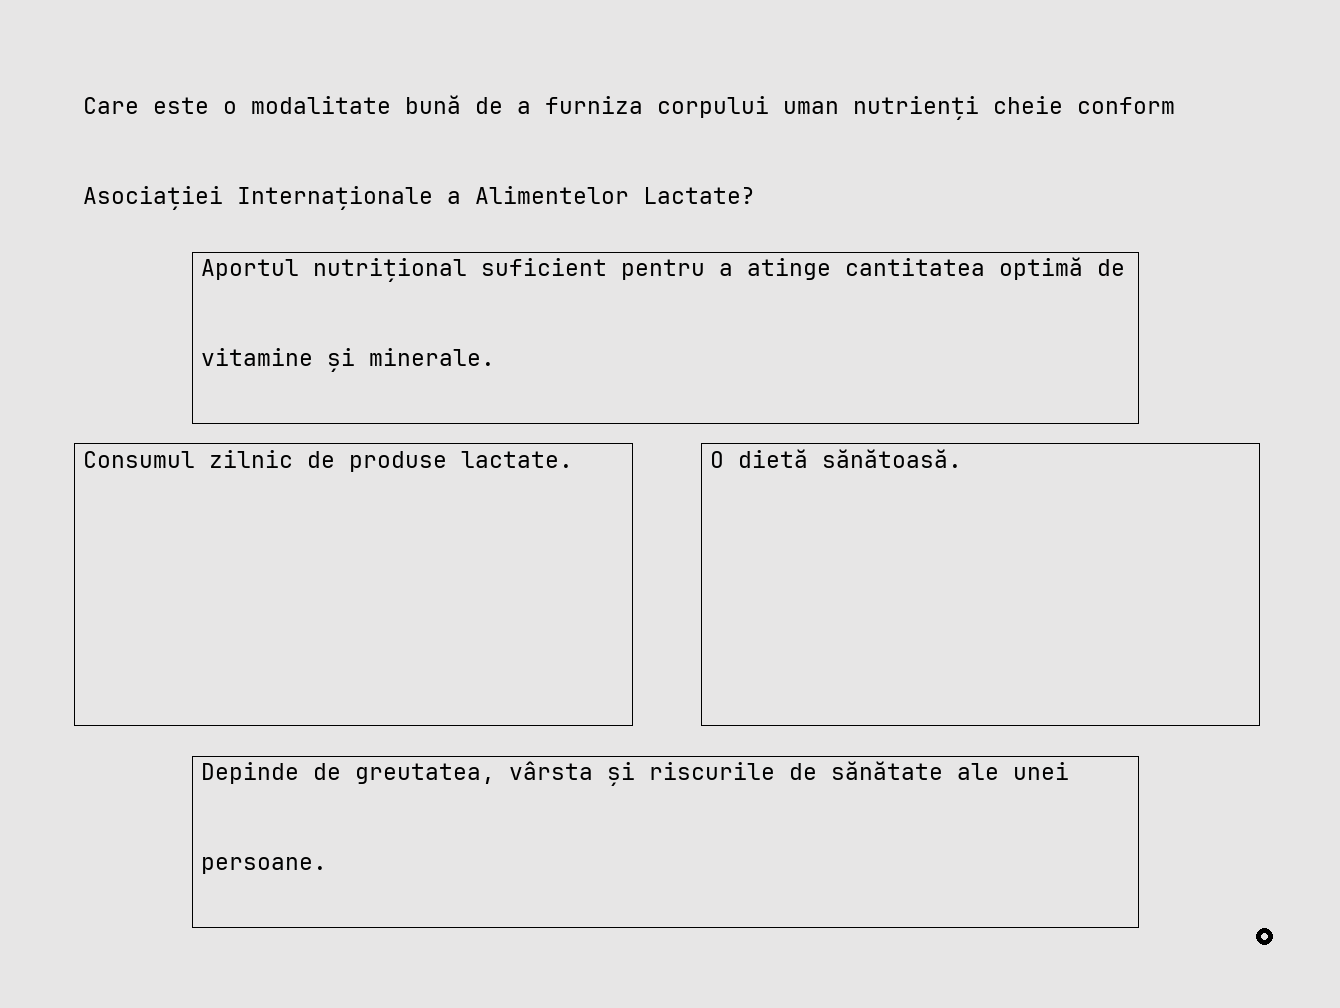 Care este o modalitate bună de a furniza corpului uman nutrienți cheie conform
Asociației Internaționale a Alimentelor Lactate?
Aportul nutrițional suficient pentru a atinge cantitatea optimă de
vitamine și minerale.
Consumul zilnic de produse lactate.
O dietă sănătoasă.
Depinde de greutatea, vârsta și riscurile de sănătate ale unei
persoane.